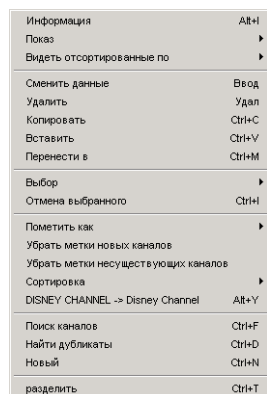 Информация Alt+I
Показ
Видеть отсортированные по
Сменить данные Ввод
Удалить Удал
Копировать Ctrl+C
Вставить Ctrl+V
Перенести в Ctrl+M
Выбор
Отмена выбранного Ctrl+I
Пометить как
Убрать метки новых каналов
Убрать метки несуществующих каналов
Сортировка
DISNEY CHANNEL -> Disney Channel Alt+Y
Поиск каналов Ctrl+F
Найти дубликаты Ctrl+D
Новый Ctrl+N
разделить Ctrl+T